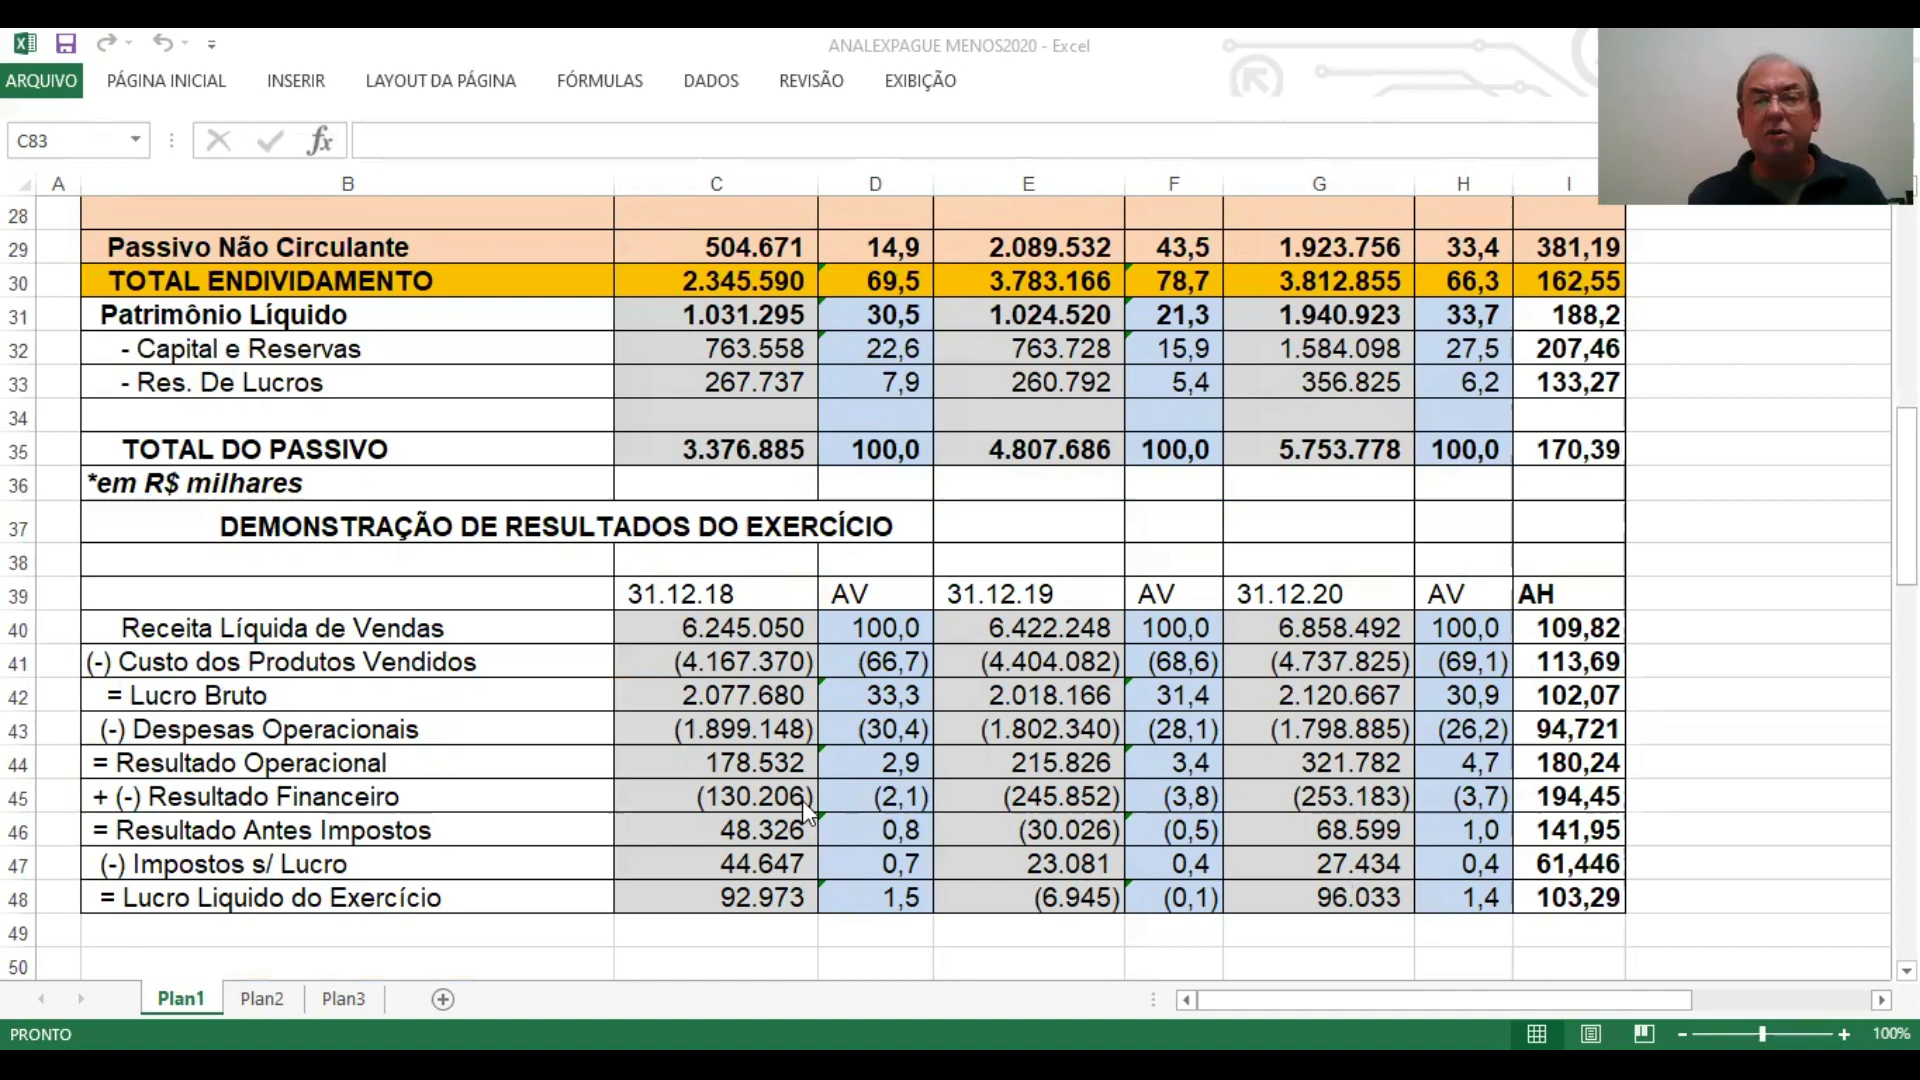 ANALEXPAGUE MENOS2020 - Excel
ARQUIVO PÁGINA INICIAL INSERIR LAYOUT DA PÁGINA FÓRMULAS DADOS REVISÃO EXIBIÇÃO
C83 fx
A B C D E F G H I
28
29 Passivo Não Circulante 504.671 14,9 2.089.532 43,5 1.923.756 33,4 381,19
30 TOTAL ENDIVIDAMENTO 2.345.590 69,5 3.783.166 78,7 3.812.855 66,3 162,55
31 Patrimônio Líquido 1.031.295 30,5 1.024.520 21,3 1.940.923 33,7 188,2
32 - Capital e Reservas 763.558 22,6 763.728 15,9 1.584.098 27,5 207,46
33 - Res. De Lucros 267.737 7,9 260.792 5,4 356.825 6,2 133,27
34
35 TOTAL DO PASSIVO 3.376.885 100,0 4.807.686 100,0 5.753.778 100,0 170,39
36 *em R$ milhares
37 DEMONSTRAÇÃO DE RESULTADOS DO EXERCÍCIO
38
39 31.12.18 AV 31.12.19 AV 31.12.20 AV AH
40 Receita Líquida de Vendas 6.245.050 100,0 6.422.248 100,0 6.858.492 100,0 109,82
41 (-) Custo dos Produtos Vendidos (4.167.370) (66,7) (4.404.082) (68,6) (4.737.825) (69,1) 113,69
42 = Lucro Bruto 2.077.680 33,3 2.018.166 31,4 2.120.667 30,9 102,07
43 (-) Despesas Operacionais (1.899.148) (30,4) (1.802.340) (28,1) (1.798.885) (26,2) 94,721
44 = Resultado Operacional 178.532 2,9 215.826 3,4 321.782 4,7 180,24
45 + (-) Resultado Financeiro (130.206) (2,1) (245.852) (3,8) (253.183) (3,7) 194,45
46 = Resultado Antes Impostos 48.326 0,8 (30.026) (0,5) 68.599 1,0 141,95
47 (-) Impostos s/ Lucro 44.647 0,7 23.081 0,4 27.434 0,4 61,446
48 = Lucro Liquido do Exercício 92.973 1,5 (6.945) (0,1) 96.033 1,4 103,29
49
50
Plan1 Plan2 Plan3
PRONTO 100%